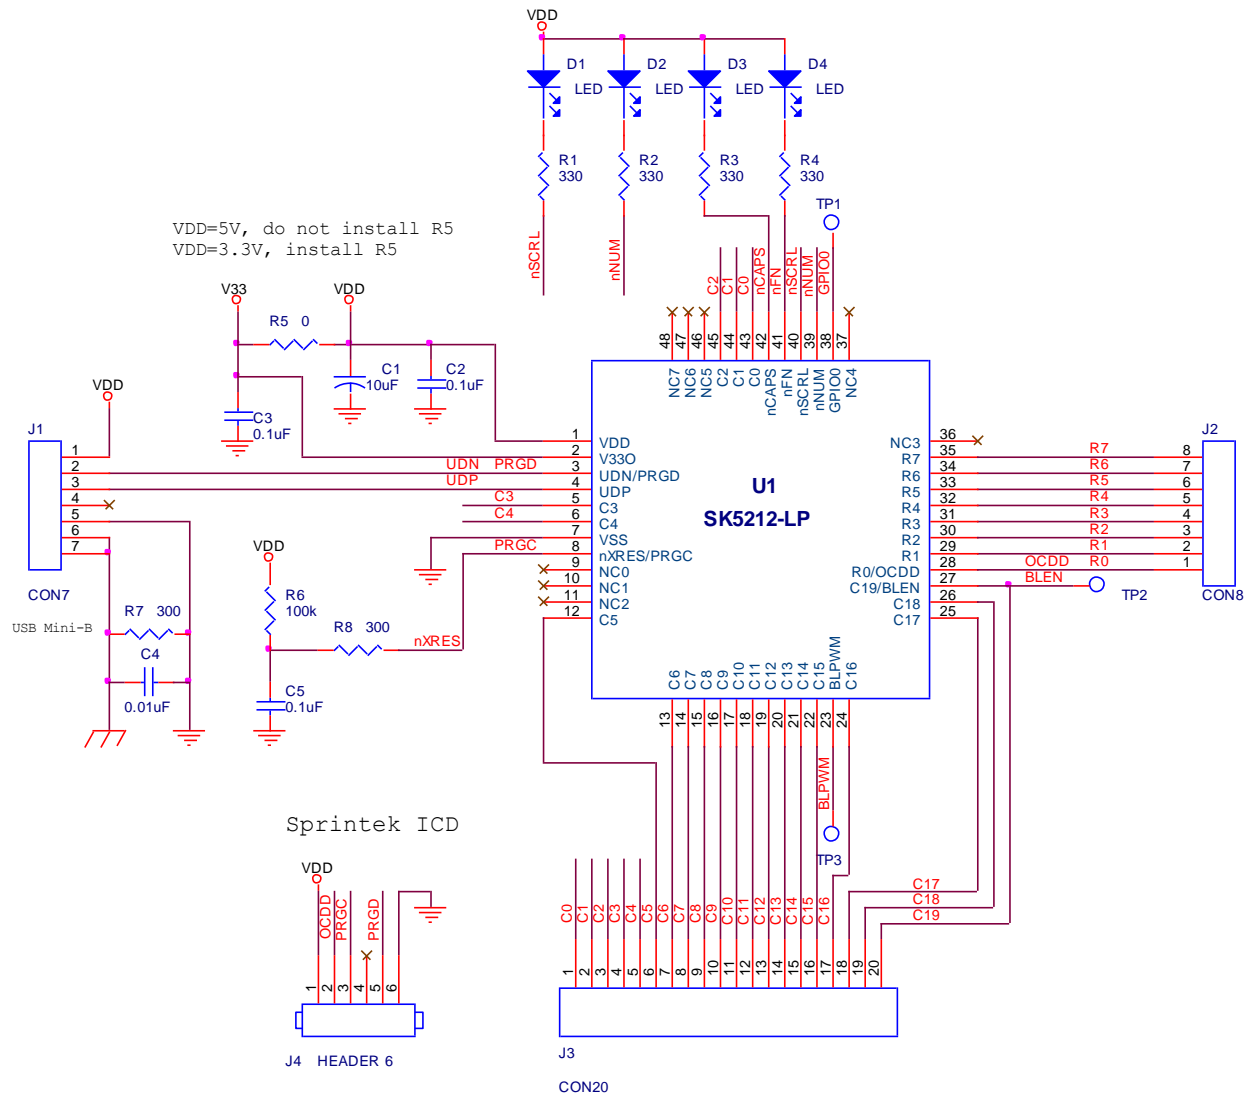 VDD
D1
LED
D2
LED
D3
LED
D4
LED
R1
330
R2
330
R3
330
R4
330
TP1
nSCRL
nNUM
VDD=5V, do not install R5
VDD=3.3V, install R5
V33
VDD
R5 0
C1
10uF
C2
0.1uF
C3
0.1uF
C2
C1
C0
nCAPS
nFN
nSCRL
nNUM
GPIO0
48
47
46
45
44
43
42
41
40
39
38
37
NC7
NC6
NC5
C2
C1
C0
nCAPS
nFN
nSCRL
nNUM
GPIO0
NC4
VDD
J1
1
2
3
4
5
6
7
CON7
USB Mini-B
UDN PRGD
UDP
C3
C4
PRGC
1
2
3
4
5
6
7
8
9
10
11
12
VDD
V33O
UDN/PRGD
UDP
C3
C4
VSS
nXRES/PRGC
NC0
NC1
NC2
C5
U1
SK5212-LP
NC3
R7
R6
R5
R4
R3
R2
R1
R0/OCDD
C19/BLEN
C18
C17
36
35
34
33
32
31
30
29
28
27
26
25
R7
R6
R5
R4
R3
R2
R1
OCDD R0
BLEN
J2
8
7
6
5
4
3
2
1
CON8
TP2
R7 300
C4
0.01uF
VDD
R6
100k
R8 300
nXRES
C5
0.1uF
C6
C7
C8
C9
C10
C11
C12
C13
C14
C15
BLPWM
C16
13
14
15
16
17
18
19
20
21
22
23
24
BLPWM
TP3
Sprintek ICD
VDD
OCDD
PRGC
PRGD
1
2
3
4
5
6
J4 HEADER 6
C0
C1
C2
C3
C4
C5
C6
C7
C8
C9
C10
C11
C12
C13
C14
C15
C16
C17
C18
C19
1
2
3
4
5
6
7
8
9
10
11
12
13
14
15
16
17
18
19
20
J3
CON20